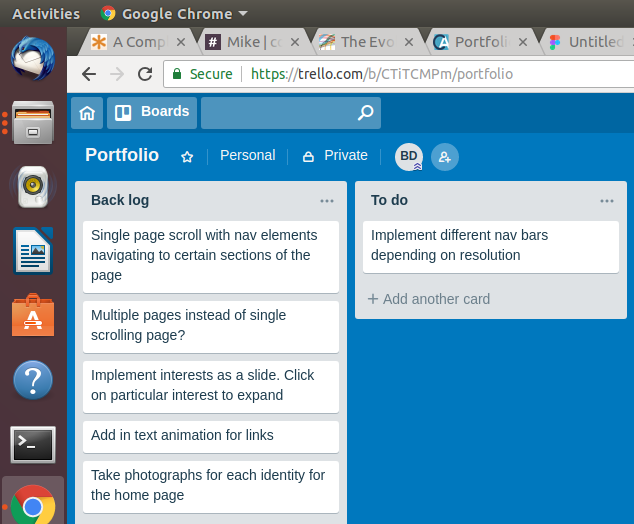 Activities Google Chrome
A Comp Mike | c The Evo Portfoli Untitled
Secure https://trello.com/b/CTiTCMPm/portfolio
Boards
Portfolio Personal Private BD
Back log
Single page scroll with nav elements
navigating to certain sections of the
page
Multiple pages instead of single
scrolling page?
Implement interests as a slide. Click
on particular interest to expand
Add in text animation for links
Take photographs for each identity for
the home page
To do
Implement different nav bars
depending on resolution
+ Add another card